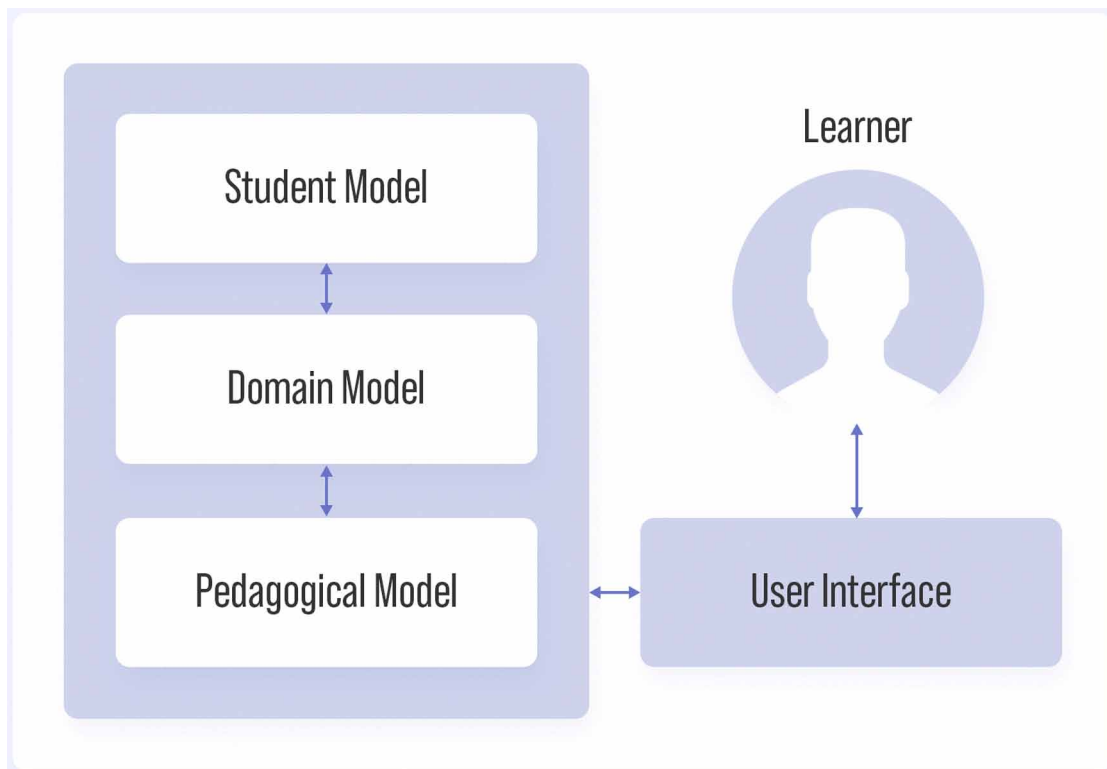 Student Model
Domain Model
Pedagogical Model
Learner
User Interface